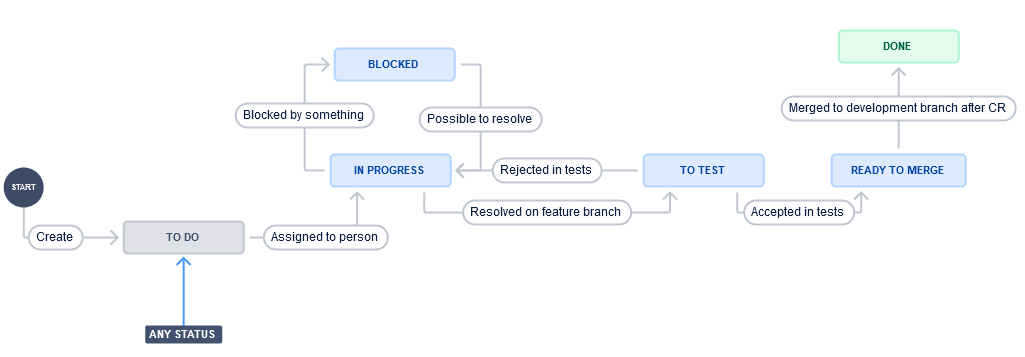 DONE
BLOCKED
Merged to development branch after CR
Blocked by something
Possible to resolve
IN PROGRESS
Rejected in tests
TO TEST
READY TO MERGE
START
Resolved on feature branch
Accepted in tests
Create
TO DO
Assigned to person
ANY STATUS